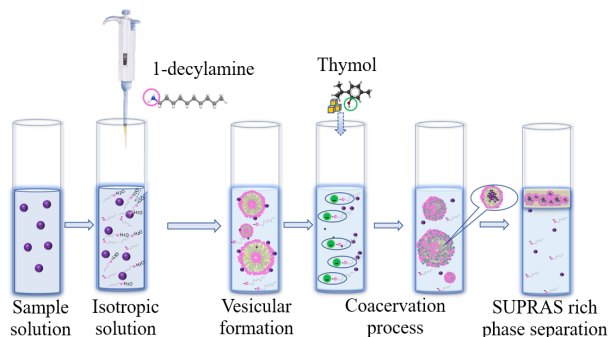 1-decylamine
Thymol
Sample
solution
Isotropic
solution
Vesicular
formation
Coacervation
process
SUPRAS rich
phase separation